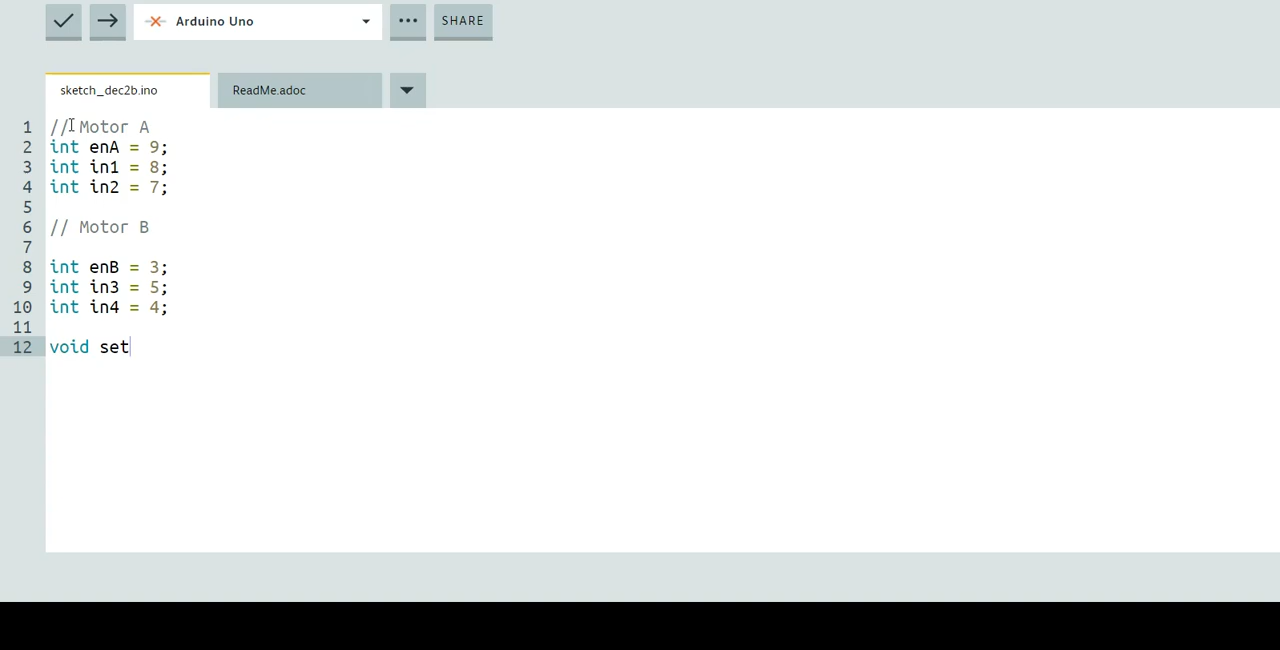 Arduino Uno
SHARE
sketch_dec2b.ino
ReadMe.adoc
1 // Motor A
2 int enA = 9;
3 int in1 = 8;
4 int in2 = 7;
5
6 // Motor B
7
8 int enB = 3;
9 int in3 = 5;
10 int in4 = 4;
11
12 void set